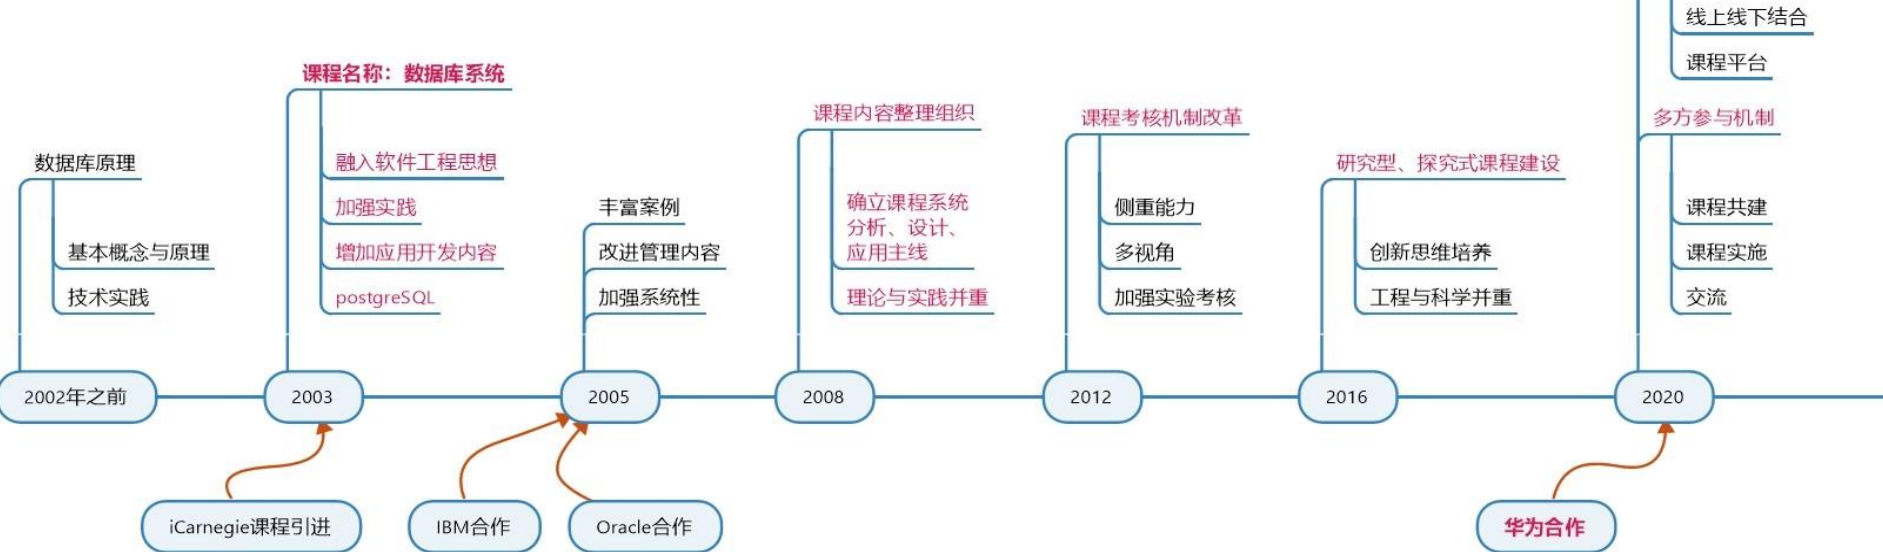 数据库原理
基本概念与原理
技术实践
2002年之前
课程名称：数据库系统
融入软件工程思想
加强实践
增加应用开发内容
postgreSQL
2003
iCarnegie课程引进
丰富案例
改进管理内容
加强系统性
2005
IBM合作
Oracle合作
课程内容整理组织
确立课程系统
分析、设计、
应用主线
理论与实践并重
2008
课程考核机制改革
侧重能力
多视角
加强实验考核
2012
研究型、探究式课程建设
创新思维培养
工程与科学并重
2016
线上线下结合
课程平台
多方参与机制
课程共建
课程实施
交流
2020
华为合作